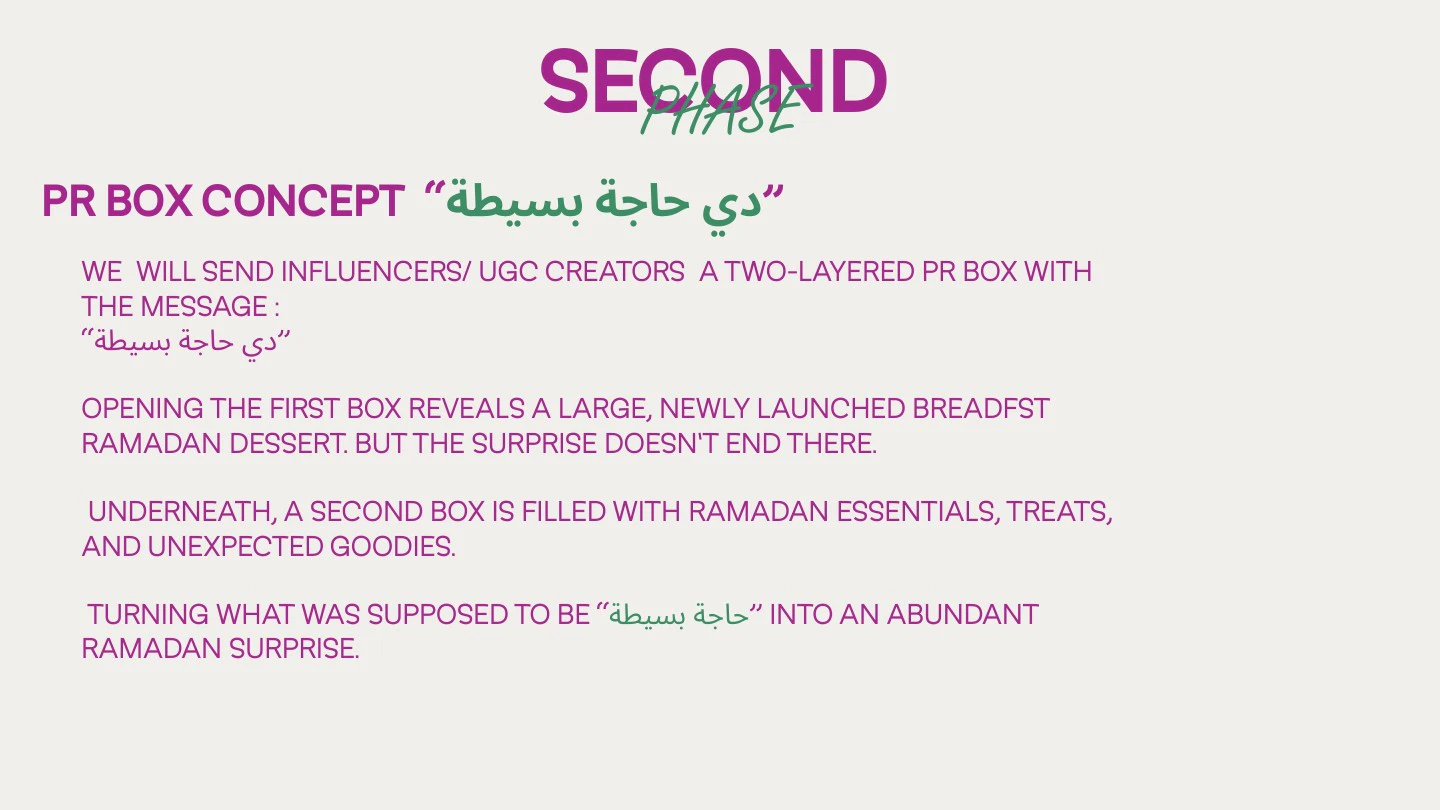 SECOND
PHASE
PR BOX CONCEPT “دي حاجة بسيطة”
WE WILL SEND INFLUENCERS/ UGC CREATORS A TWO-LAYERED PR BOX WITH
THE MESSAGE :
“دي حاجة بسيطة”
OPENING THE FIRST BOX REVEALS A LARGE, NEWLY LAUNCHED BREADFST
RAMADAN DESSERT. BUT THE SURPRISE DOESN'T END THERE.
UNDERNEATH, A SECOND BOX IS FILLED WITH RAMADAN ESSENTIALS, TREATS,
AND UNEXPECTED GOODIES.
TURNING WHAT WAS SUPPOSED TO BE “حاجة بسيطة” INTO AN ABUNDANT
RAMADAN SURPRISE.